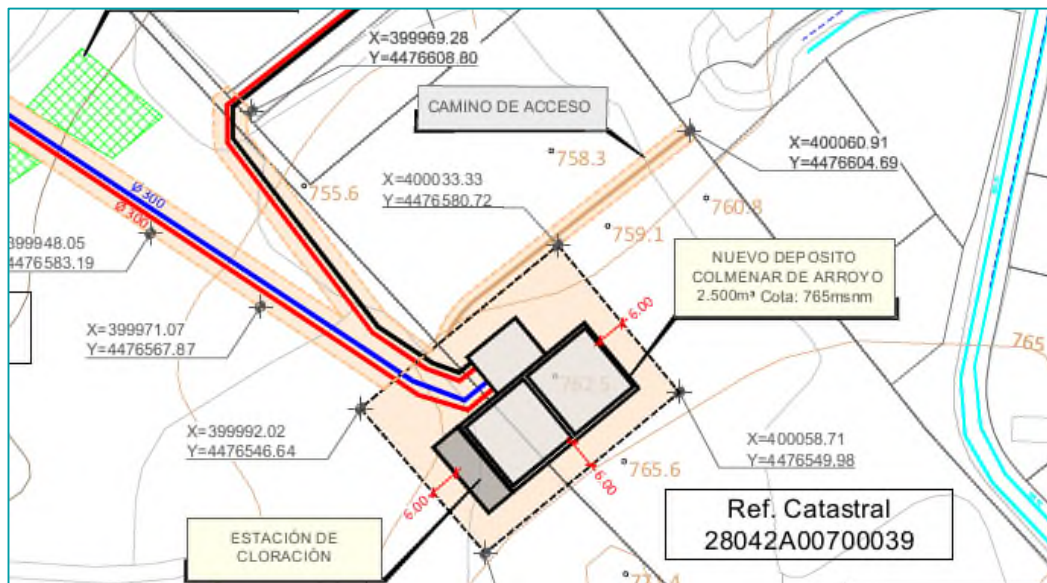 X=399969.28
Y=4476608.80
CAMINO DE ACCESO
X=400060.91
Y=4476604.69
758.3
755.6
X=400033.33
Y=4476580.72
760.8
759.1
Ø 300
Ø 300
399948.05
4476583.19
NUEVO DEPOSITO
COLMENAR DE ARROYO
2.500m³ Cota: 765msnm
X=399971.07
Y=4476567.87
6.00
765
762.5
X=399992.02
Y=4476546.64
X=400058.71
Y=4476549.98
765.6
6.00
6.00
Ref. Catastral
28042A00700039
ESTACIÓN DE
CLORACIÓN